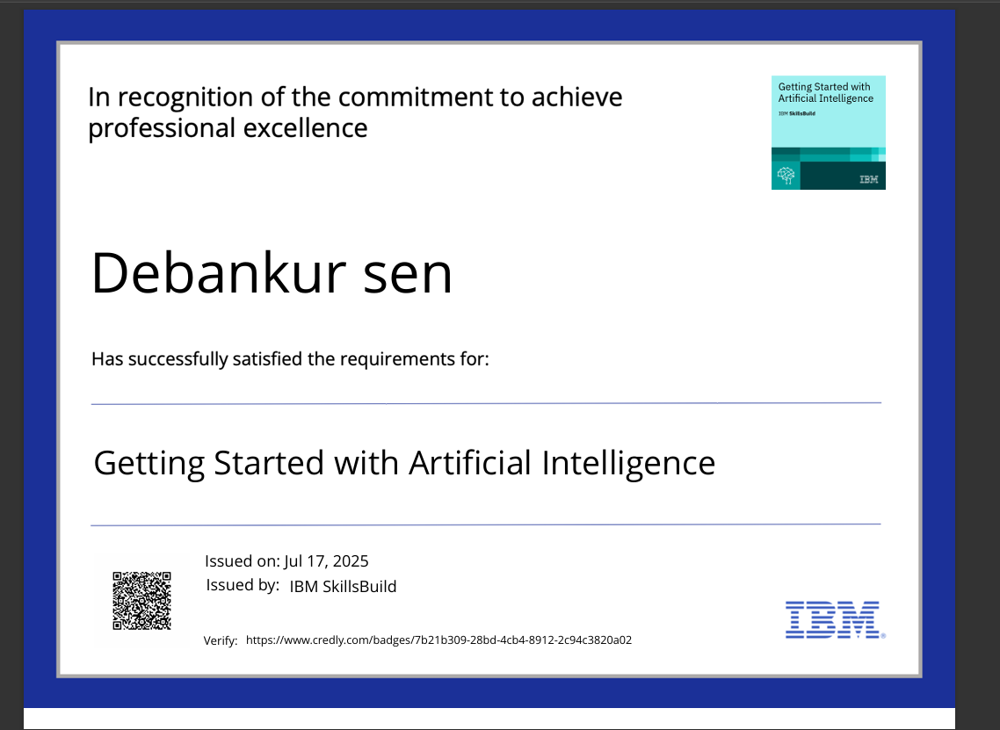 In recognition of the commitment to achieve
professional excellence
Getting Started with
Artificial Intelligence
IBM SkillsBuild
IBM
Debankur sen
Has successfully satisfied the requirements for:
Getting Started with Artificial Intelligence
Issued on: Jul 17, 2025
Issued by: IBM SkillsBuild
Verify: https://www.credly.com/badges/7b21b309-28bd-4cb4-8912-2c94c3820a02
IBM®